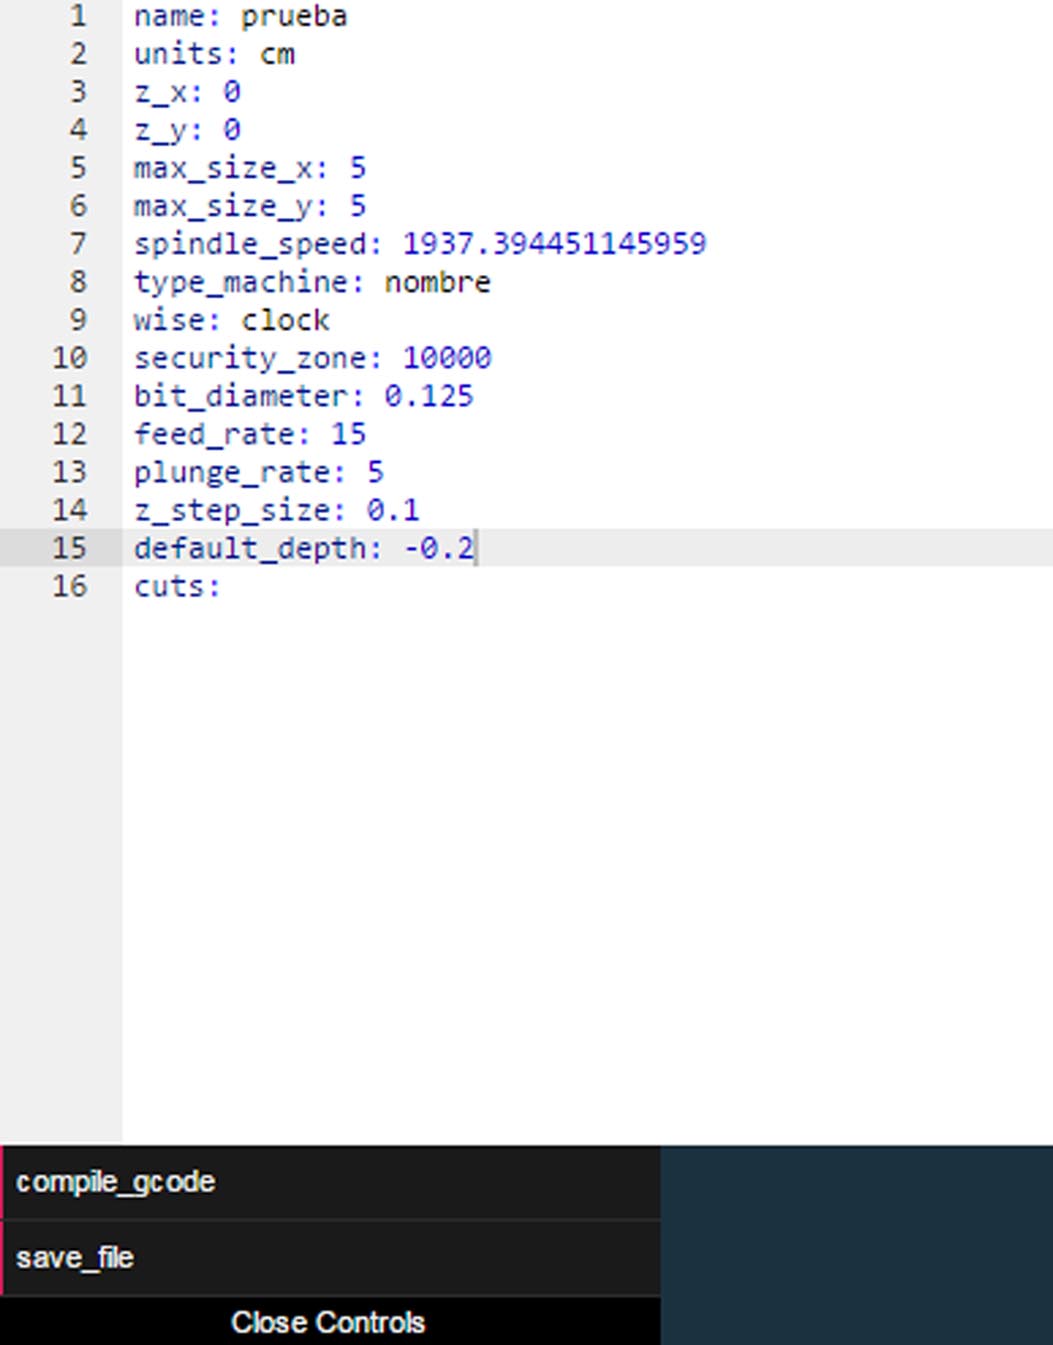 1 name: prueba
2 units: cm
3 z_x: 0
4 z_y: 0
5 max_size_x: 5
6 max_size_y: 5
7 spindle_speed: 1937.394451145959
8 type_machine: nombre
9 wise: clock
10 security_zone: 10000
11 bit_diameter: 0.125
12 feed_rate: 15
13 plunge_rate: 5
14 z_step_size: 0.1
15 default_depth: -0.2
16 cuts:
compile_gcode
save_file
Close Controls